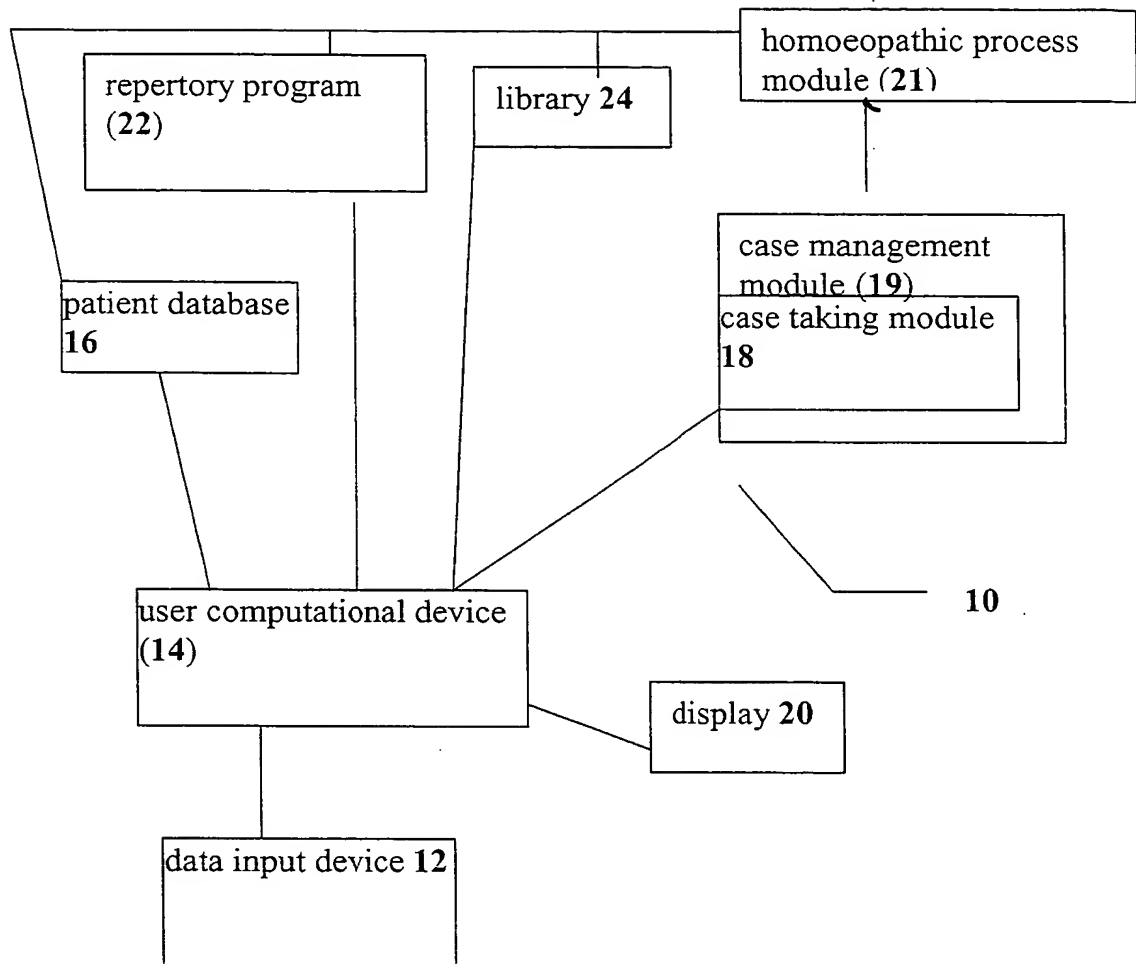 homoeopathic process
module (21)
repertory program
(22)
library 24
case management
module (19)
case taking module
18
patient database
16
user computational device
(14)
10
display 20
data input device 12